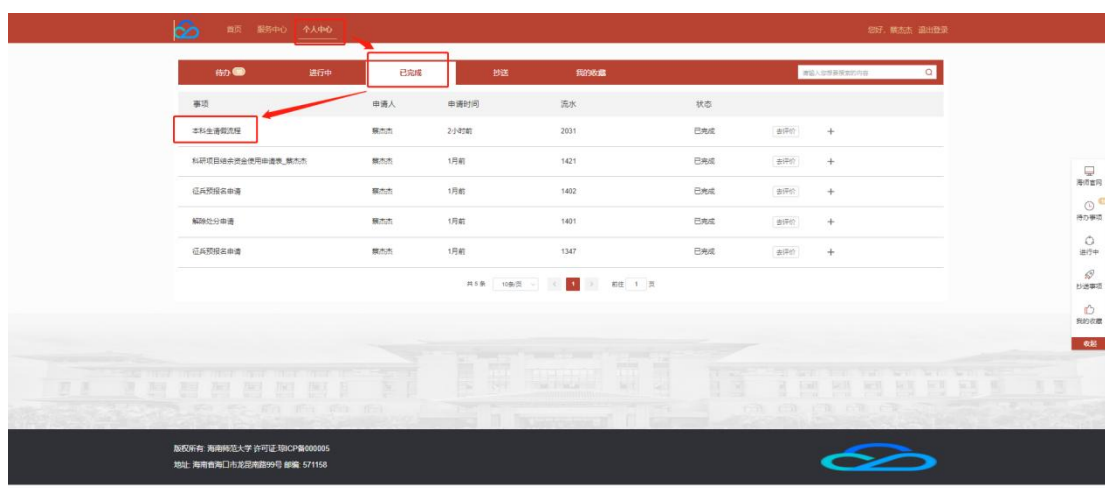 首页 服务中心 个人中心 您好, 蔡杰杰 退出登录
待办 进行中 已完成 抄送 我的收藏 请输入您想要搜索的内容
事项 申请人 申请时间 流水 状态
本科生请假流程 蔡杰杰 2小时前 2031 已完成 去评价 +
科研项目结余资金使用申请表_蔡杰杰 蔡杰杰 1月前 1421 已完成 去评价 +
征兵预报名申请 蔡杰杰 1月前 1402 已完成 去评价 +
解除处分申请 蔡杰杰 1月前 1401 已完成 去评价 +
征兵预报名申请 蔡杰杰 1月前 1347 已完成 去评价 +
共 5 条 10条/页 < 1 > 前往 1 页
海师官网
待办事项
进行中
抄送事项
我的收藏
收起
版权所有: 海南师范大学 许可证:琼ICP备000005
地址: 海南省海口市龙昆南路99号 邮编: 571158